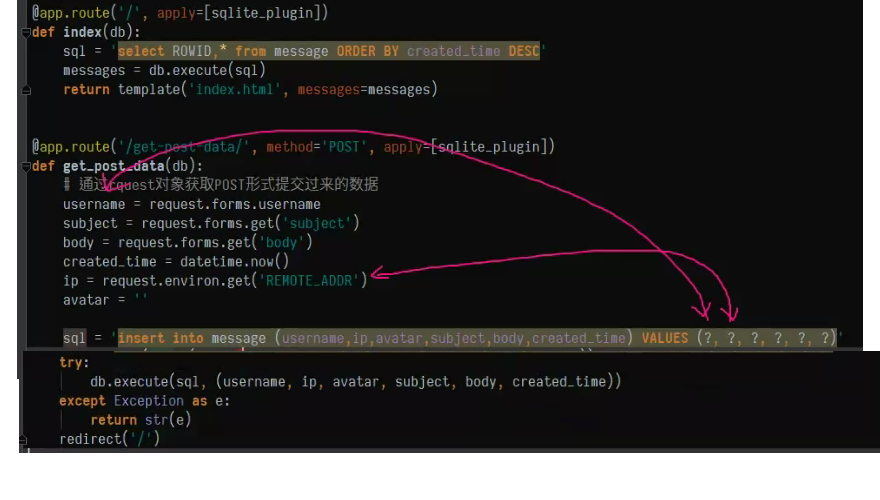 @app.route('/', apply=[sqlite_plugin])
def index(db):
    sql = 'select ROWID,* from message ORDER BY created_time DESC'
    messages = db.execute(sql)
    return template('index.html', messages=messages)
@app.route('/get-post-data/', method='POST', apply=[sqlite_plugin])
def get_post_data(db):
    # 通过request对象获取POST形式提交过来的数据
    username = request.forms.username
    subject = request.forms.get('subject')
    body = request.forms.get('body')
    created_time = datetime.now()
    ip = request.environ.get('REMOTE_ADDR')
    avatar = ''
    sql = 'insert into message (username,ip,avatar,subject,body,created_time) VALUES (?, ?, ?, ?, ?, ?)'
    try:
        db.execute(sql, (username, ip, avatar, subject, body, created_time))
    except Exception as e:
        return str(e)
    redirect('/')